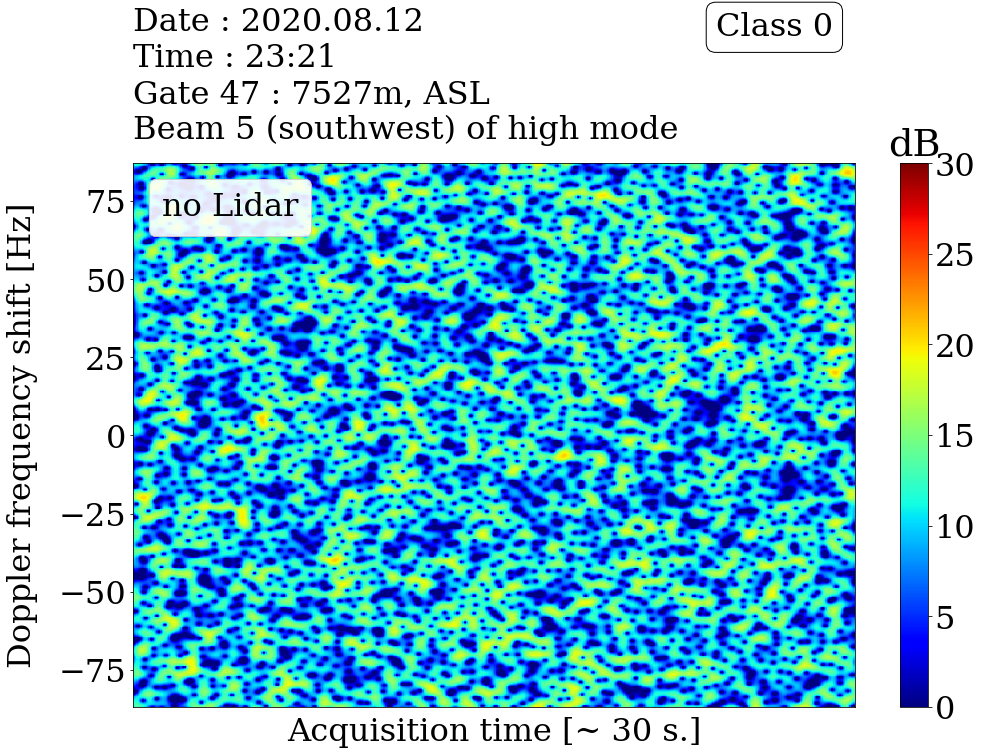 Date : 2020.08.12
Time : 23:21
Gate 47 : 7527m, ASL
Beam 5 (southwest) of high mode
Class 0
dB
no Lidar
Doppler frequency shift [Hz]
75
50
25
0
−25
−50
−75
30
25
20
15
10
5
0
Acquisition time [~ 30 s.]